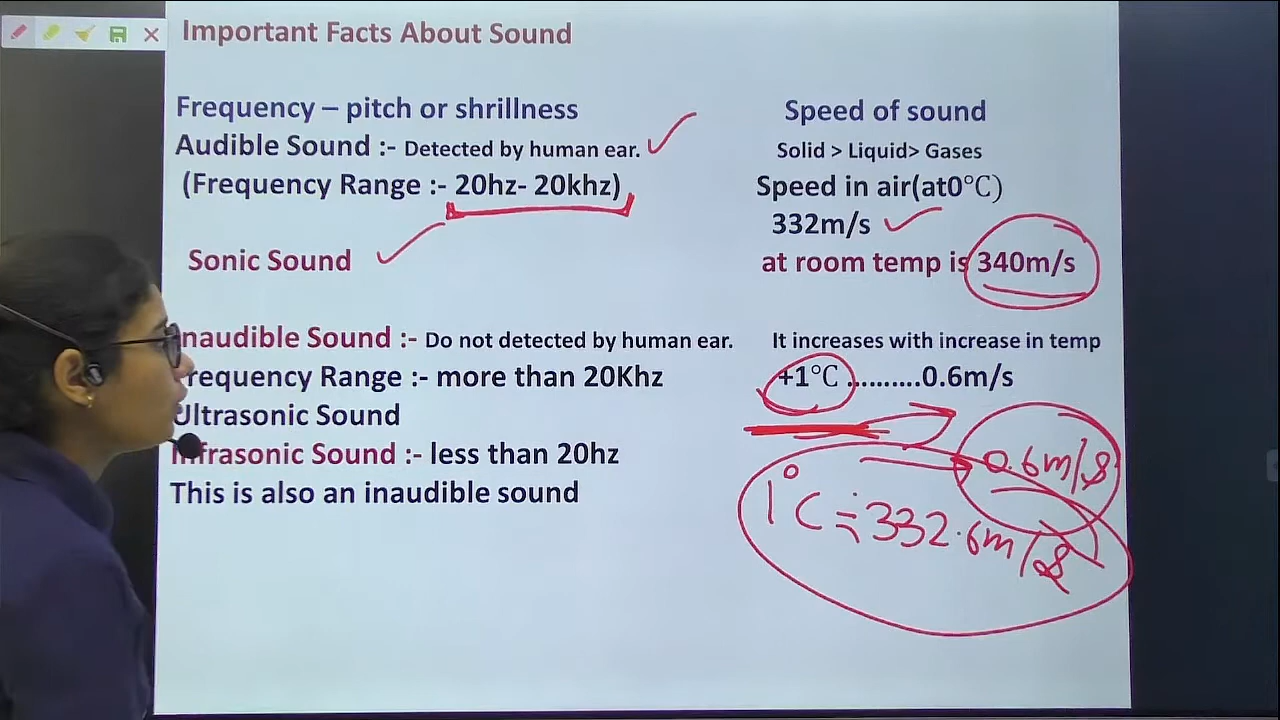 Important Facts About Sound
Frequency – pitch or shrillness
Audible Sound :- Detected by human ear.
(Frequency Range :- 20hz- 20khz)
Sonic Sound
Inaudible Sound :- Do not detected by human ear.
Frequency Range :- more than 20Khz
Ultrasonic Sound
Infrasonic Sound :- less than 20hz
This is also an inaudible sound
Speed of sound
Solid > Liquid> Gases
Speed in air(at0°C)
332m/s
at room temp is 340m/s
It increases with increase in temp
+1°C ..........0.6m/s
0.6m/s
1°C = 332.6m/s